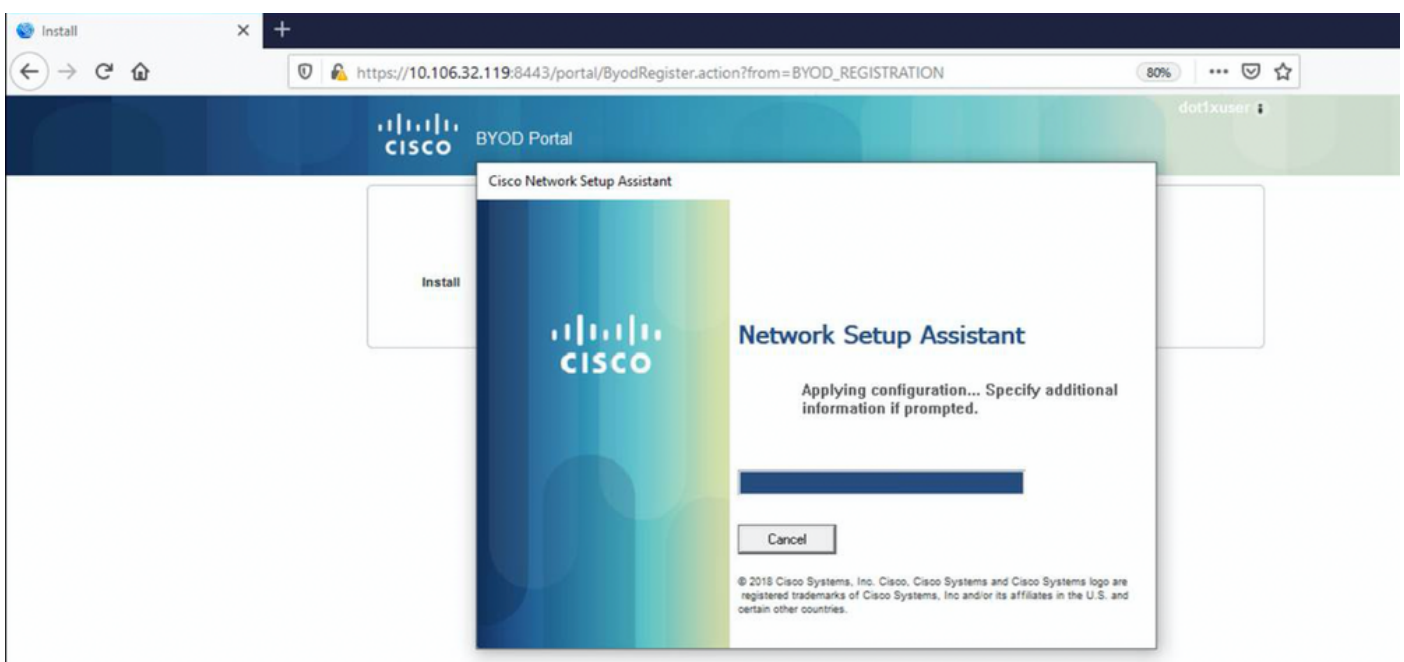 Install
https://10.106.32.119:8443/portal/ByodRegister.action?from=BYOD_REGISTRATION
80%
dot1xuser
CISCO
BYOD Portal
Cisco Network Setup Assistant
Install
CISCO
Network Setup Assistant
Applying configuration... Specify additional
information if prompted.
Cancel
© 2018 Cisco Systems, Inc. Cisco, Cisco Systems and Cisco Systems logo are
registered trademarks of Cisco Systems, Inc and/or its affiliates in the U.S. and
certain other countries.